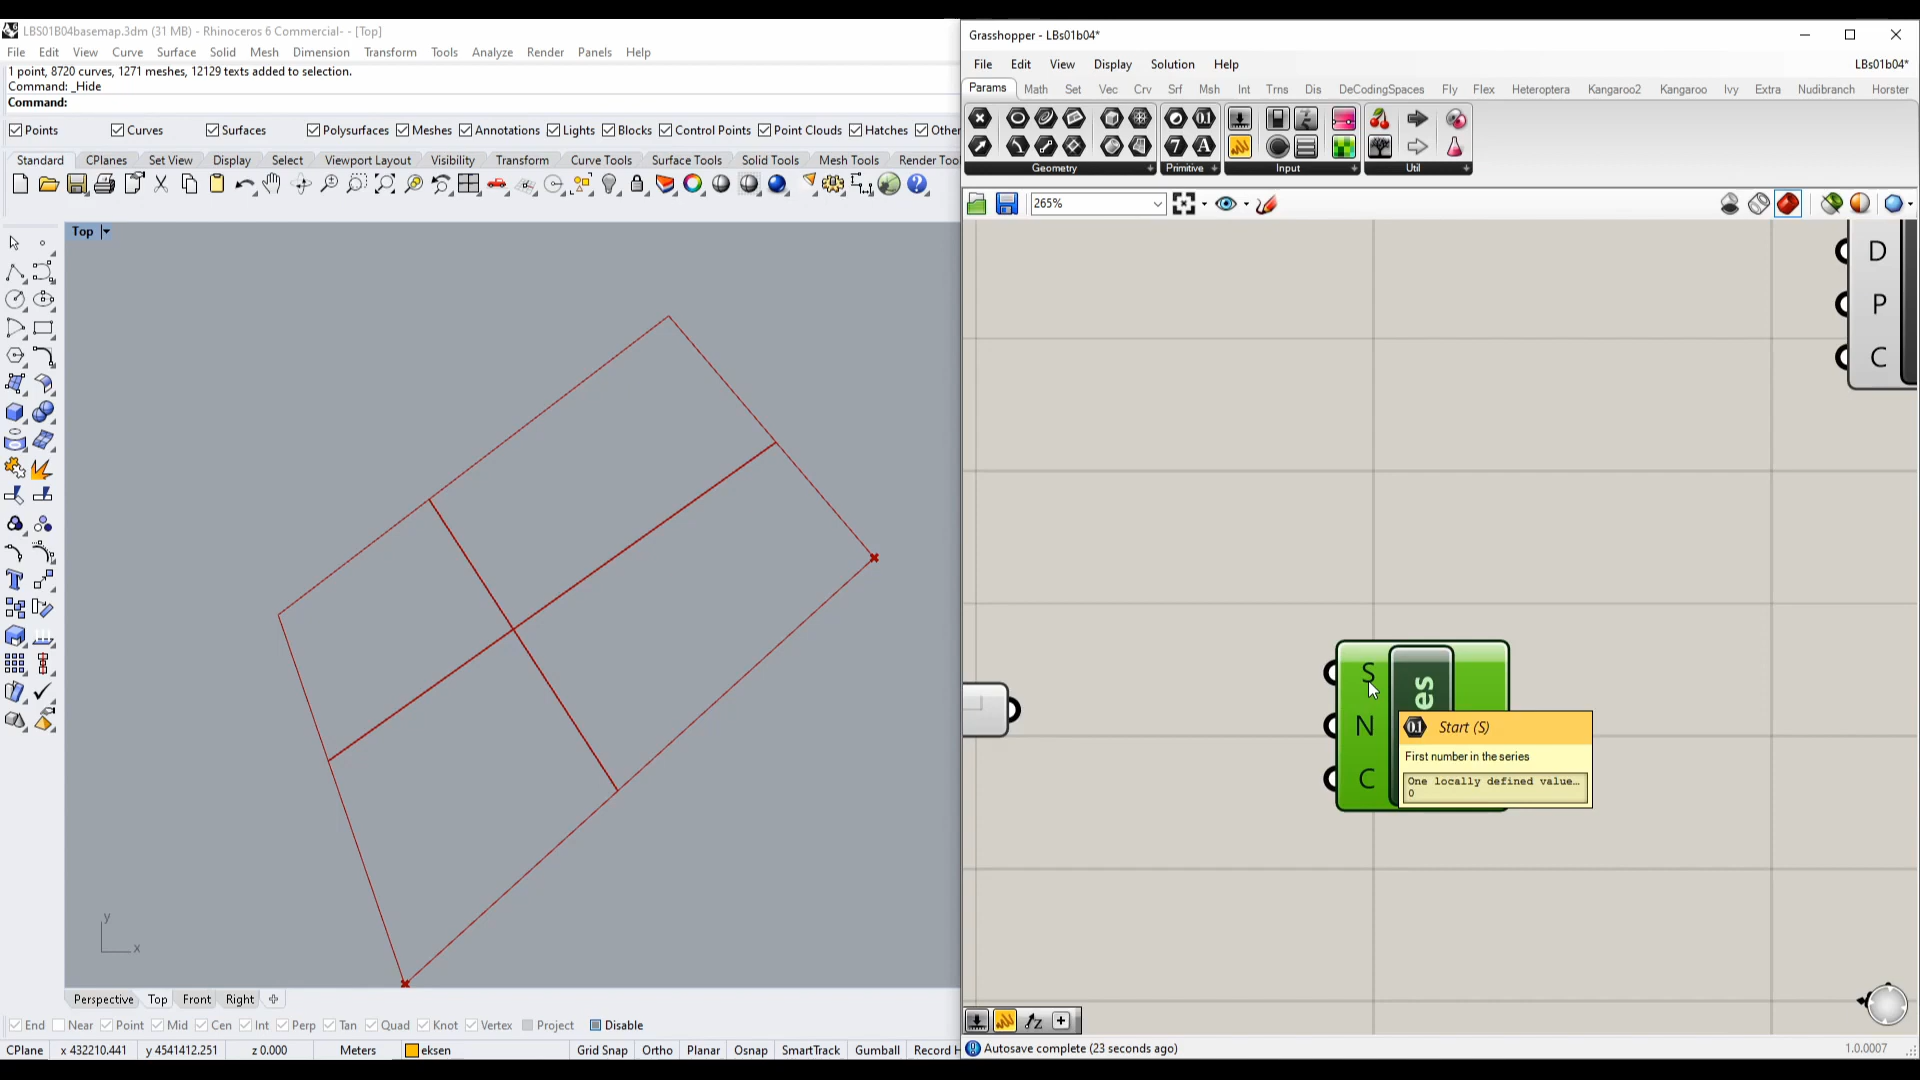 LBS01B04basemap.3dm (31 MB) - Rhinoceros 6 Commercial- - [Top]
File Edit View Curve Surface Solid Mesh Dimension Transform Tools Analyze Render Panels Help
1 point, 8720 curves, 1271 meshes, 12129 texts added to selection.
Command: _Hide
Command:
Points Curves Surfaces Polysurfaces Meshes Annotations Lights Blocks Control Points Point Clouds Hatches Other
Standard CPlanes Set View Display Select Viewport Layout Visibility Transform Curve Tools Surface Tools Solid Tools Mesh Tools Render Too
Top
y
x
Perspective Top Front Right
End Near Point Mid Cen Int Perp Tan Quad Knot Vertex Project Disable
CPlane x 432210.441 y 4541412.251 z 0.000 Meters eksen Grid Snap Ortho Planar Osnap SmartTrack Gumball Record H
Grasshopper - LBs01b04*
File Edit View Display Solution Help LBs01b04*
Params Math Set Vec Crv Srf Msh Int Trns Dis DeCodingSpaces Fly Flex Heteroptera Kangaroo2 Kangaroo Ivy Extra Nudibranch Horster
Geometry Primitive Input Util
265%
D
P
C
S
N
C
es
Start (S)
First number in the series
One locally defined value...
0
Autosave complete (23 seconds ago) 1.0.0007